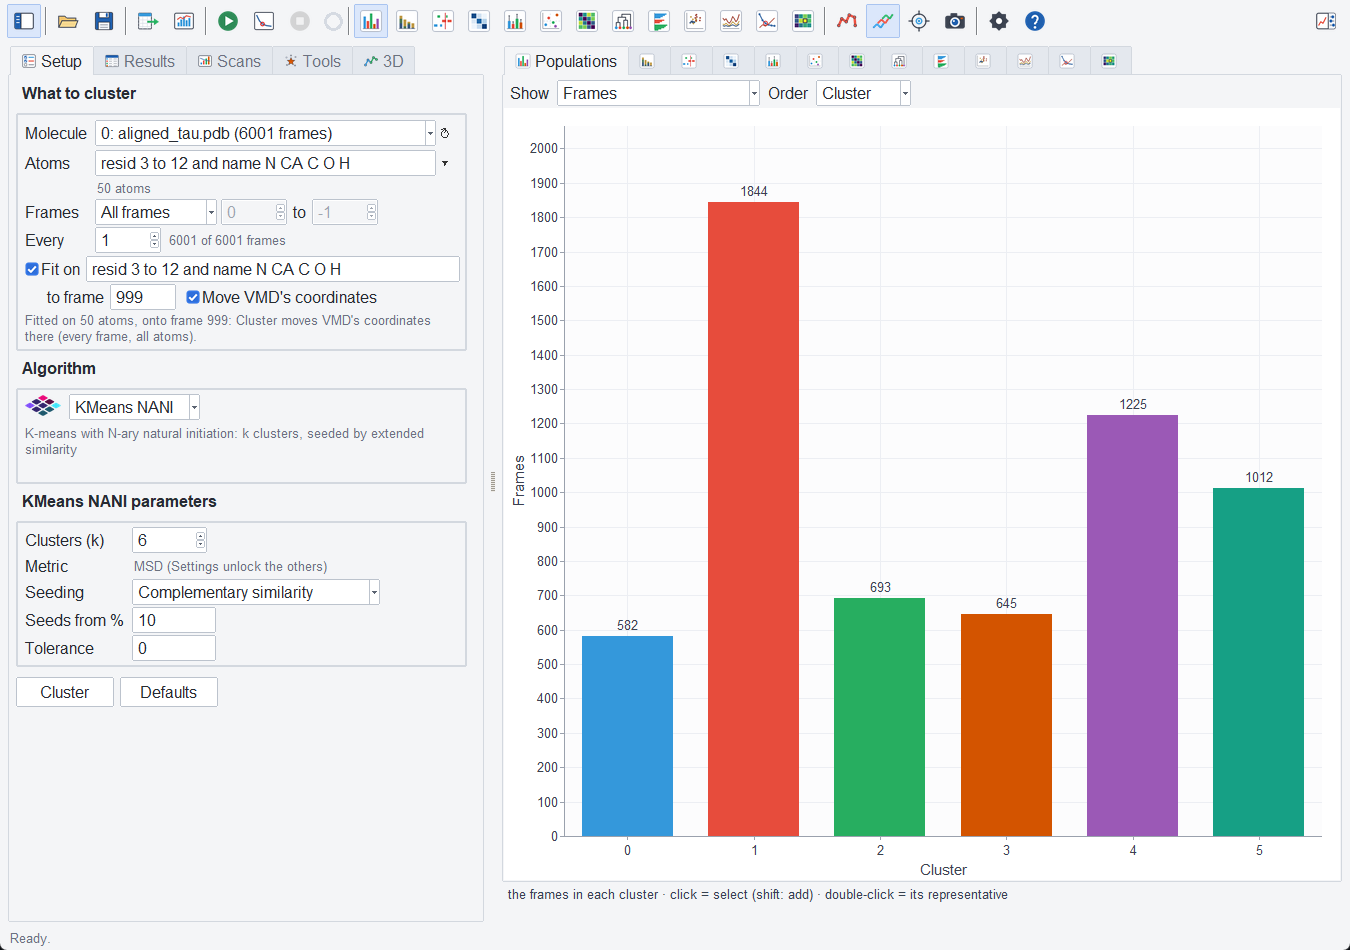 Setup
Results
Scans
Tools
3D
What to cluster
Molecule 0: aligned_tau.pdb (6001 frames)
Atoms resid 3 to 12 and name N CA C O H
50 atoms
Frames All frames 0 to -1
Every 1 6001 of 6001 frames
Fit on resid 3 to 12 and name N CA C O H
to frame 999 Move VMD's coordinates
Fitted on 50 atoms, onto frame 999: Cluster moves VMD's coordinates
there (every frame, all atoms).
Algorithm
KMeans NANI
K-means with N-ary natural initiation: k clusters, seeded by extended
similarity
KMeans NANI parameters
Clusters (k) 6
Metric MSD (Settings unlock the others)
Seeding Complementary similarity
Seeds from % 10
Tolerance 0
Cluster Defaults
Populations
Show Frames Order Cluster
2000
1900
1800
1700
1600
1500
1400
1300
1200
1100
1000
900
800
700
600
500
400
300
200
100
0
Frames
582
1844
693
645
1225
1012
0 1 2 3 4 5
Cluster
the frames in each cluster · click = select (shift: add) · double-click = its representative
Ready.